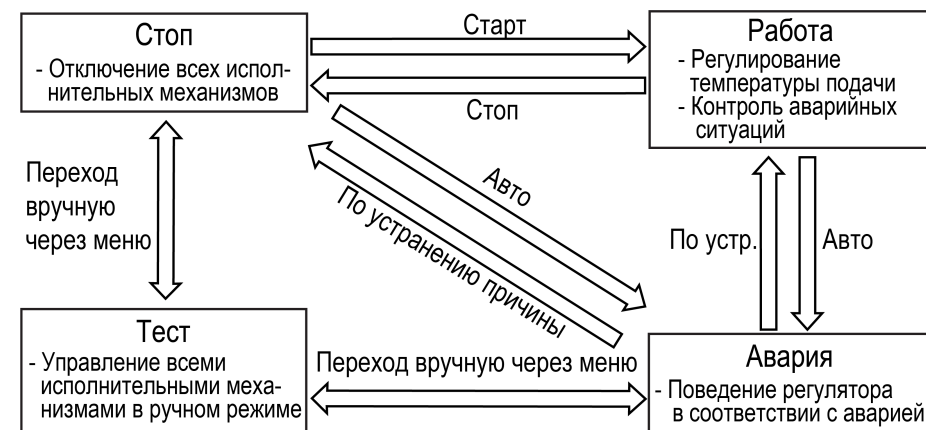 Стоп
- Отключение всех испол-
нительных механизмов
Старт
Стоп
Работа
- Регулирование
температуры подачи
- Контроль аварийных
ситуаций
Переход
вручную
через меню
Авто
По устранению причины
По устр.
Авто
Тест
- Управление всеми
исполнительными меха-
низмами в ручном режиме
Переход вручную через меню
Авария
- Поведение регулятора
в соответствии с аварией